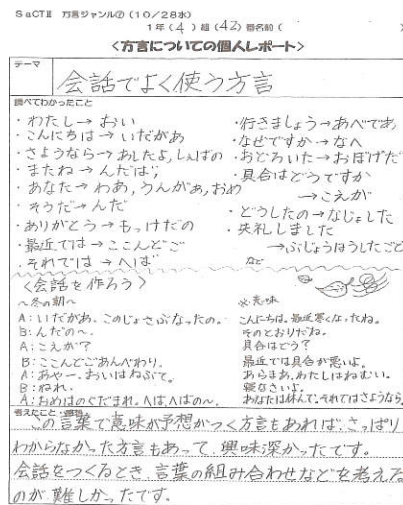 SaCTⅡ 方言ジャンル⑦(10/28水)
1年(4)組(42)番名前(
<方言についての個人レポート>
テーマ
会話でよく使う方言
調べてわかったこと
・わたし→おい
・こんにちは→いだがあ
・さようなら→あしたよ,しぇばの
・またね→んだば
・あなた→わあ,うんがぁ,おめ
・そうだ→んだ
・ありがとう→もっけだの
・最近では→ここんどご
・それでは→へば
・行きましょう→あべであ
・なぜですか→なへ
・おどろいた→おぼげだ
・具合はどうですか
→こえが
・どうしたの→なじょした
・失礼しました
→ぶじょうほうしたごど
など
<会話を作ろう>
~冬の朝~
A:いだがあ、このじょさぶなったの。
B:んだの~。
A:こえが?
B:ここんどごあんべわり。
A:あやー、おいはねぶて。
B:ねれ。
A:おめはのぐだまれ。へば、へばの~。
※意味
こんにちは。最近寒くなったね。
そのとおりだね。
具合はどう?
最近では具合が悪いよ。
あらまあ、わたしはねむい。
寝なさいよ。
あなたは休んで。それではさようなら。
考えたこと・感想
この言葉で意味が予想がつく方言もあれば、さっぱり
わからなかった方言もあって、興味深かったです。
会話をつくるとき、言葉の組み合わせなどを考える
のが難しかったです。